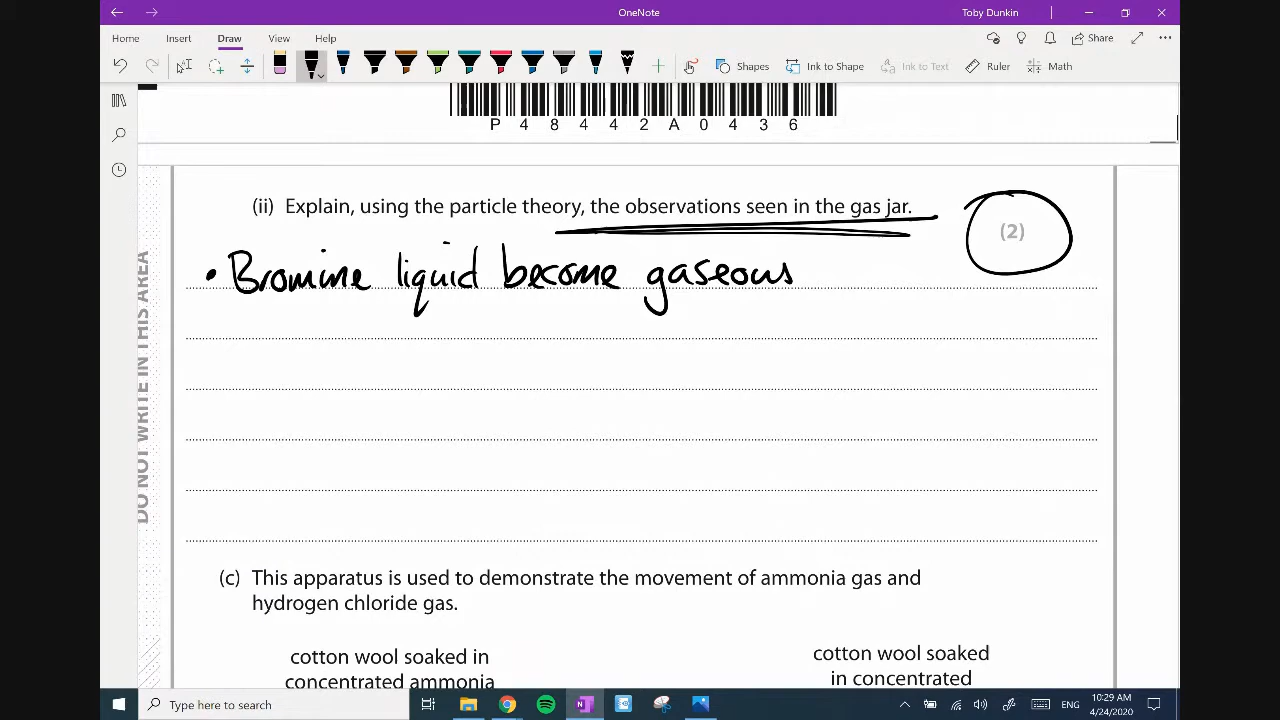 OneNote
Toby Dunkin
Home Insert Draw View Help
Share
Shapes Ink to Shape Ink to Text Ruler Math
P 4 8 4 4 2 A 0 4 3 6
(ii) Explain, using the particle theory, the observations seen in the gas jar.
(2)
• Bromine liquid become gaseous
DO NOT WRITE IN THIS AREA
(c) This apparatus is used to demonstrate the movement of ammonia gas and
hydrogen chloride gas.
cotton wool soaked in
concentrated ammonia
cotton wool soaked
in concentrated
Type here to search
ENG
10:29 AM
4/24/2020